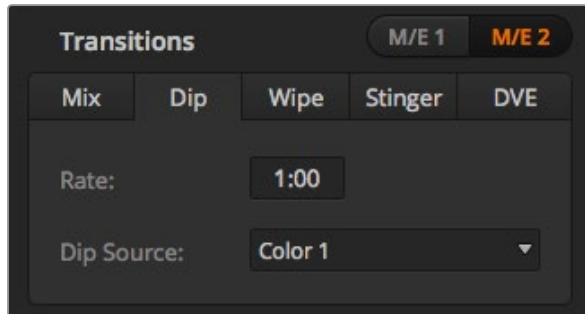 Transitions M/E 1 M/E 2
Mix Dip Wipe Stinger DVE
Rate: 1:00
Dip Source: Color 1